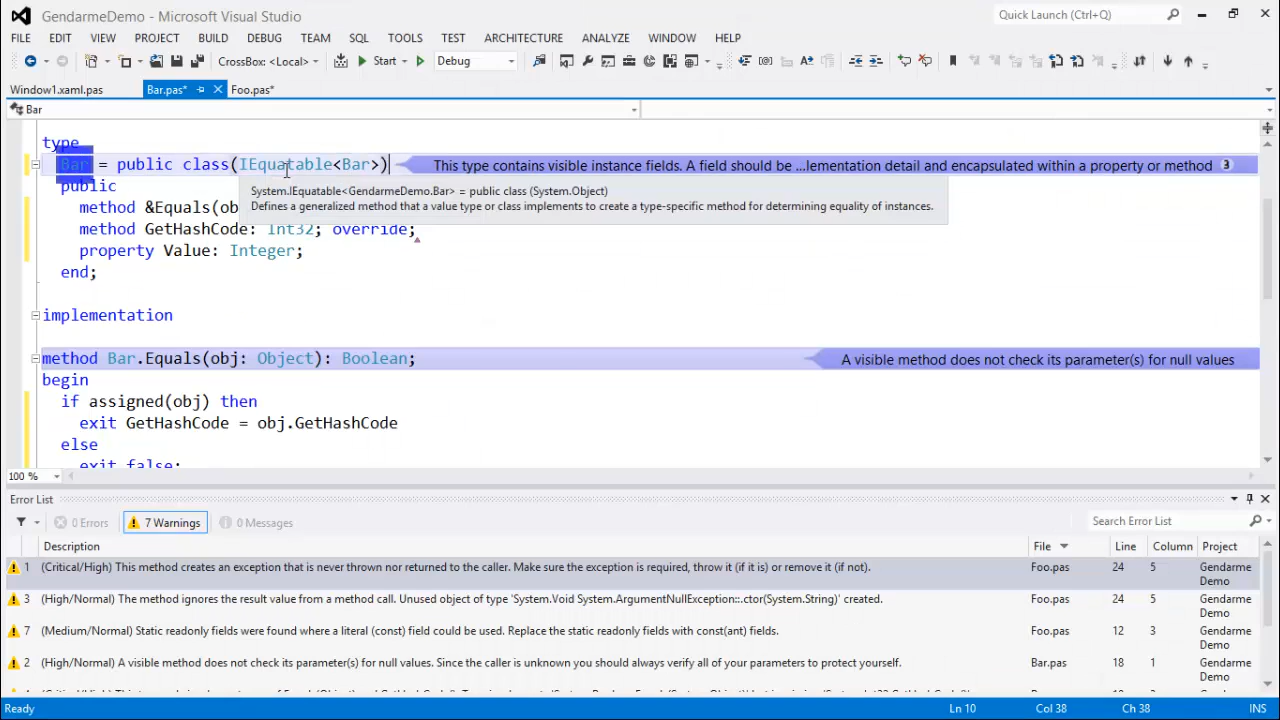 GendarmeDemo - Microsoft Visual Studio
Quick Launch (Ctrl+Q)
FILE EDIT VIEW PROJECT BUILD DEBUG TEAM SQL TOOLS TEST ARCHITECTURE ANALYZE WINDOW HELP
CrossBox: <Local> Start Debug
Window1.xaml.pas Bar.pas* Foo.pas*
Bar
type
Bar = public class(IEquatable<Bar>)
This type contains visible instance fields. A field should be ...lementation detail and encapsulated within a property or method 3
public
System.IEquatable<GendarmeDemo.Bar> = public class (System.Object)
Defines a generalized method that a value type or class implements to create a type-specific method for determining equality of instances.
method &Equals(ob
method GetHashCode: Int32; override;
property Value: Integer;
end;
implementation
method Bar.Equals(obj: Object): Boolean;
A visible method does not check its parameter(s) for null values
begin
if assigned(obj) then
exit GetHashCode = obj.GetHashCode
else
exit false;
100 %
Error List
0 Errors 7 Warnings 0 Messages
Search Error List
Description File Line Column Project
1 (Critical/High) This method creates an exception that is never thrown nor returned to the caller. Make sure the exception is required, throw it (if it is) or remove it (if not). Foo.pas 24 5 Gendarme
Demo
3 (High/Normal) The method ignores the result value from a method call. Unused object of type 'System.Void System.ArgumentNullException::.ctor(System.String)' created. Foo.pas 24 5 Gendarme
Demo
7 (Medium/Normal) Static readonly fields were found where a literal (const) field could be used. Replace the static readonly fields with const(ant) fields. Foo.pas 12 3 Gendarme
Demo
2 (High/Normal) A visible method does not check its parameter(s) for null values. Since the caller is unknown you should always verify all of your parameters to protect yourself. Bar.pas 18 1 Gendarme
Demo
Ready Ln 10 Col 38 Ch 38 INS